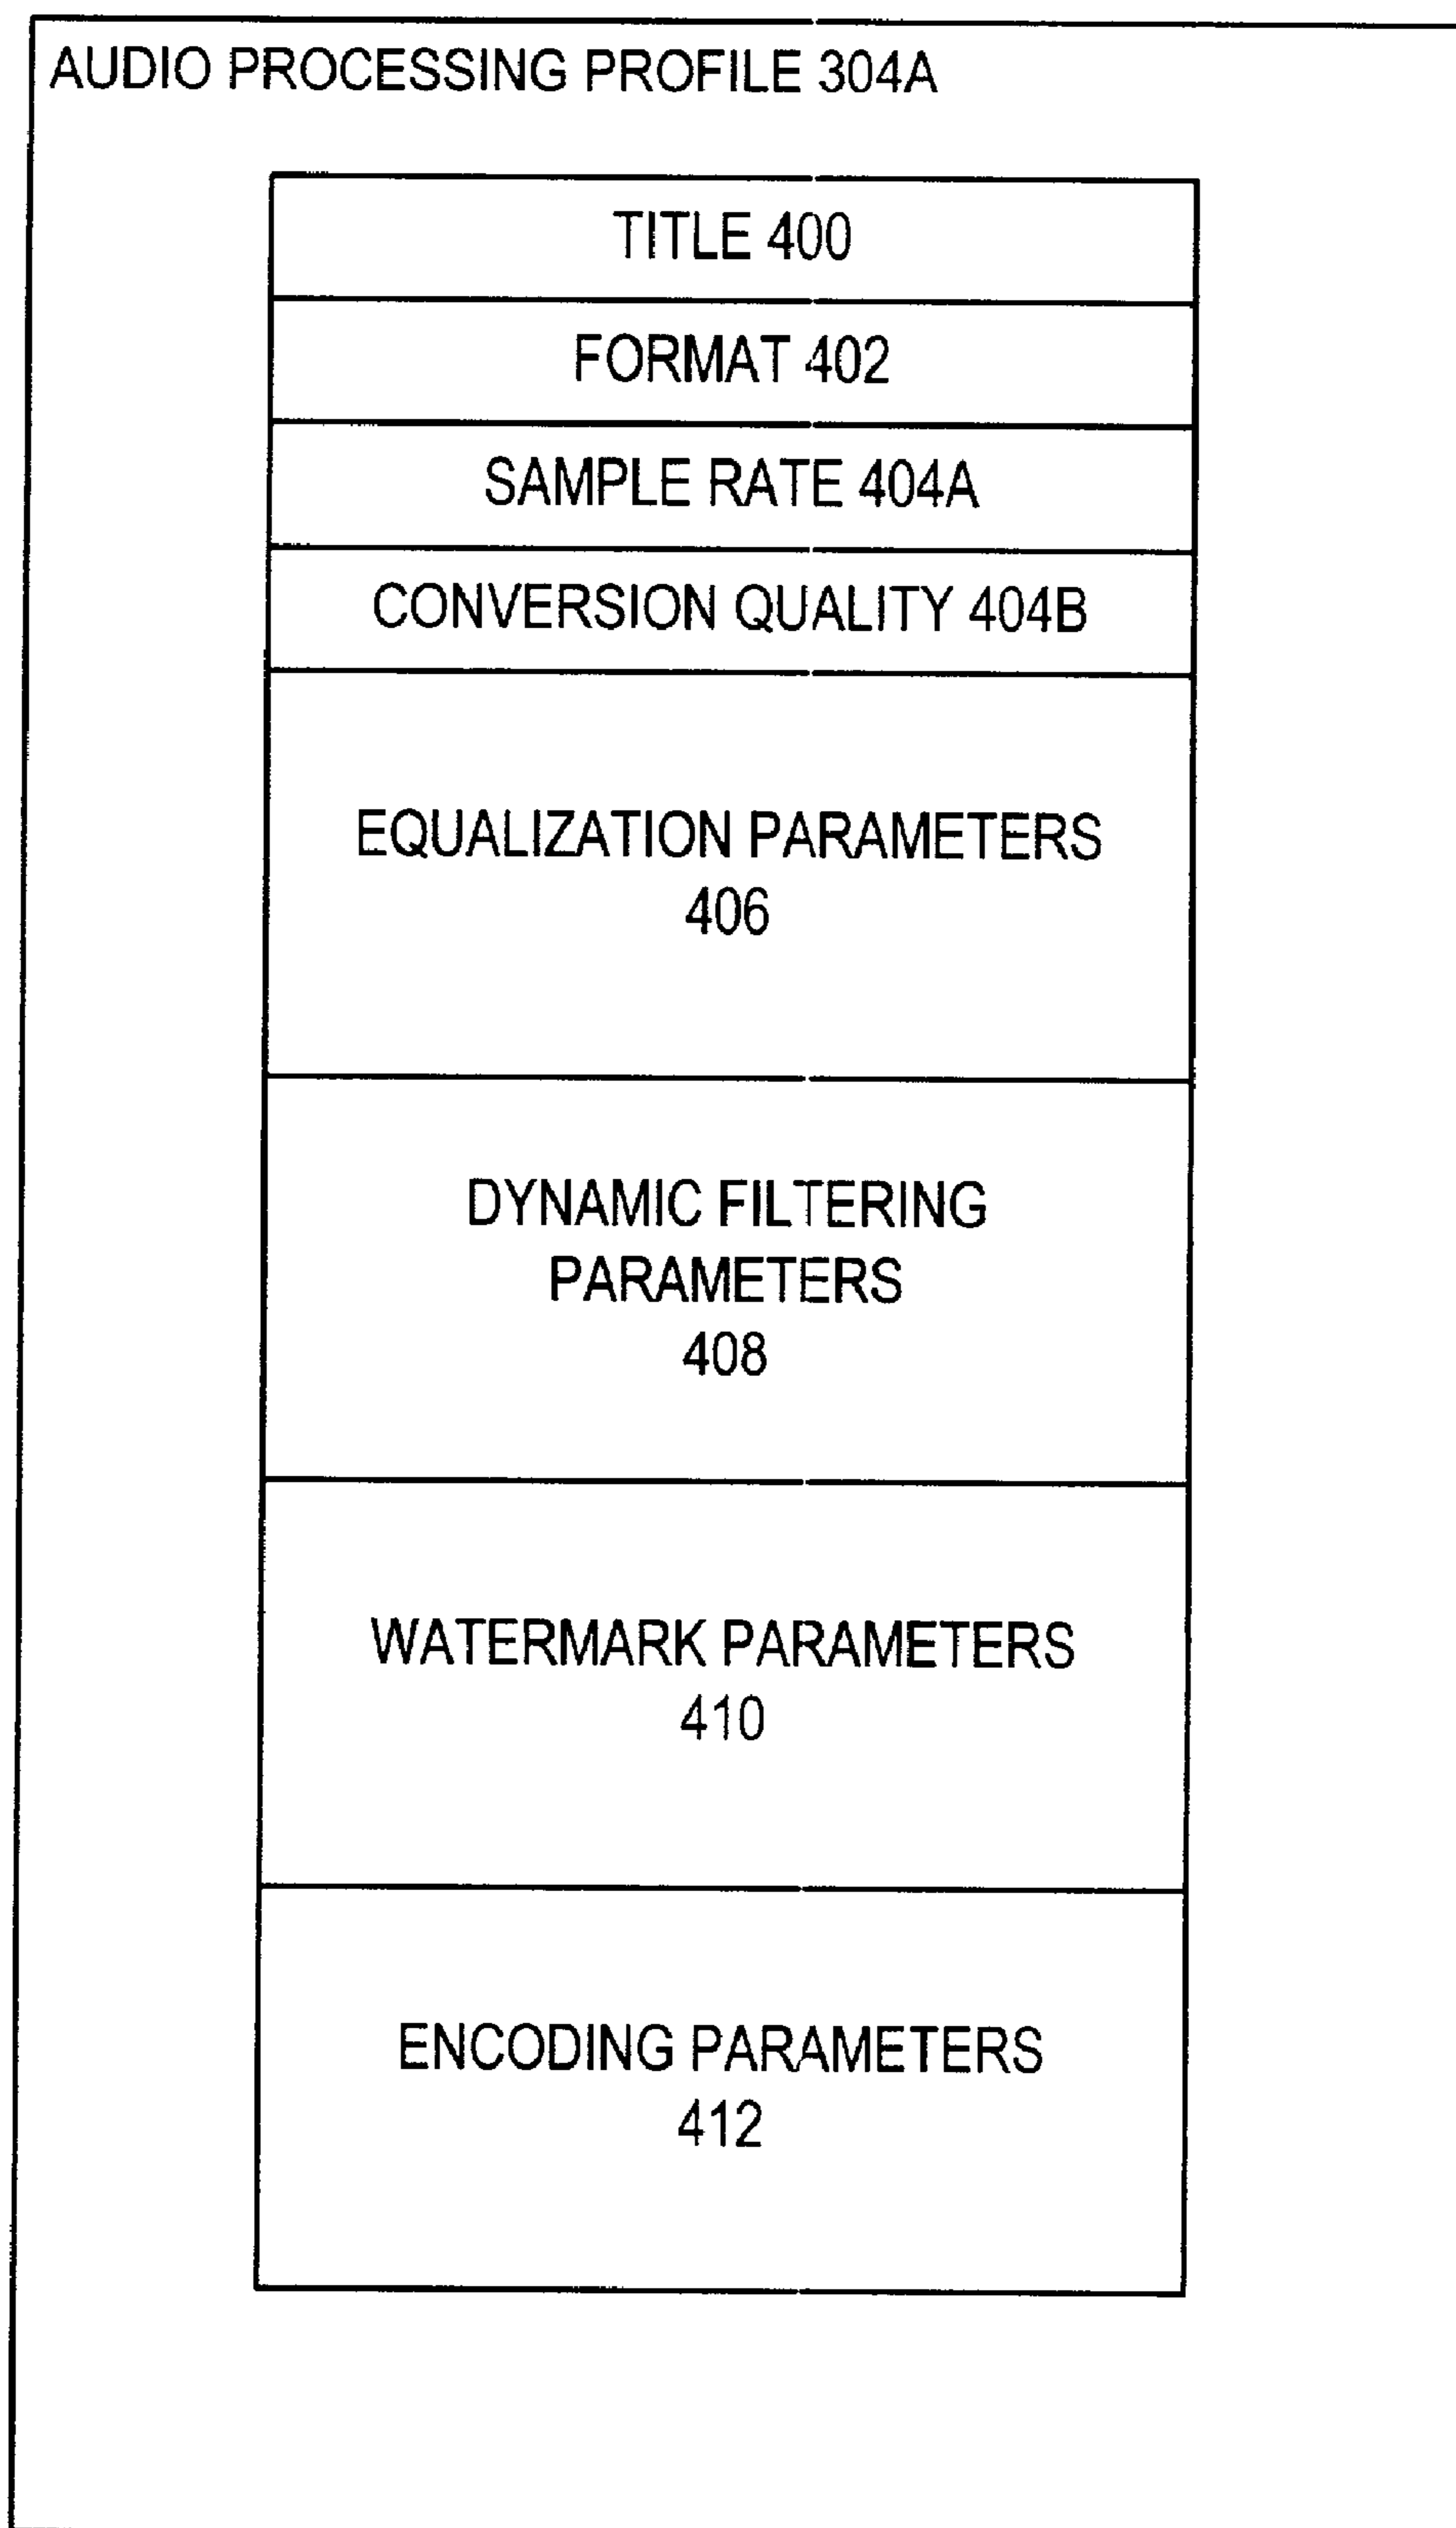 AUDIO PROCESSING PROFILE 304A
TITLE 400
FORMAT 402
SAMPLE RATE 404A
CONVERSION QUALITY 404B
EQUALIZATION PARAMETERS
406
DYNAMIC FILTERING
PARAMETERS
408
WATERMARK PARAMETERS
410
ENCODING PARAMETERS
412